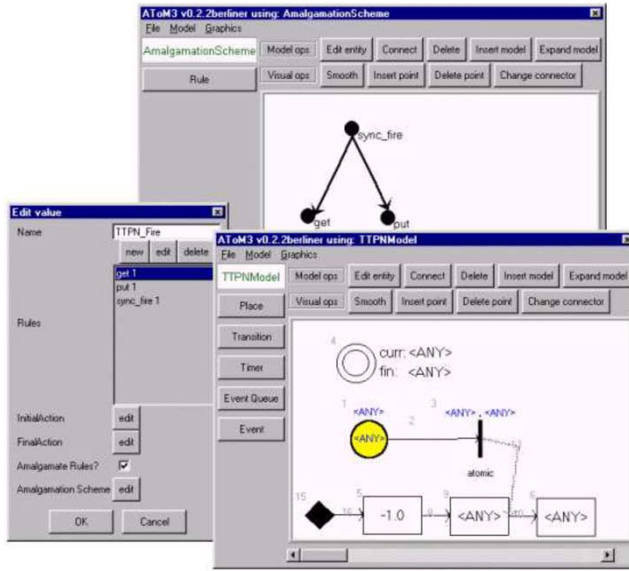 AToM3 v0.2.2berliner using: AmalgamationScheme
File Model Graphics
AmalgamationScheme Model ops Edit entity Connect Delete Insert model Expand model
Rule Visual ops Smooth Insert point Delete point Change connector
sync_fire
get put
Edit value
Name TTPN_Fire
new edit delete
Rules
get 1
put 1
sync_fire 1
InitialAction edit
FinalAction edit
Amalgamate Rules?
Amalgamation Scheme edit
OK Cancel
AToM3 v0.2.2berliner using: TTPNModel
File Model Graphics
TTPNModel Model ops Edit entity Connect Delete Insert model Expand model
Place Visual ops Smooth Insert point Delete point Change connector
Transition
Timer
Event Queue
Event
4
curr: <ANY>
fin: <ANY>
1 2 3
<ANY> <ANY> , <ANY>
<ANY>
atomic
15 5 9 6
-1.0 <ANY> <ANY>